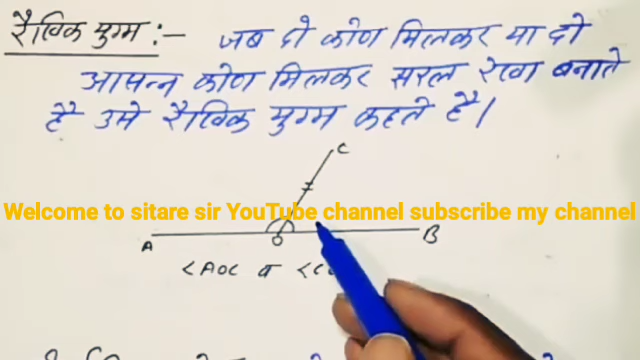 रैखिक युग्म :- जब दो कोण मिलकर या दो
आसन्न कोण मिलकर सरल रेखा बनाते
है उसे रैखिक युग्म कहते है।
C
Welcome to sitare sir YouTube channel subscribe my channel
A O B
<AOC व <C